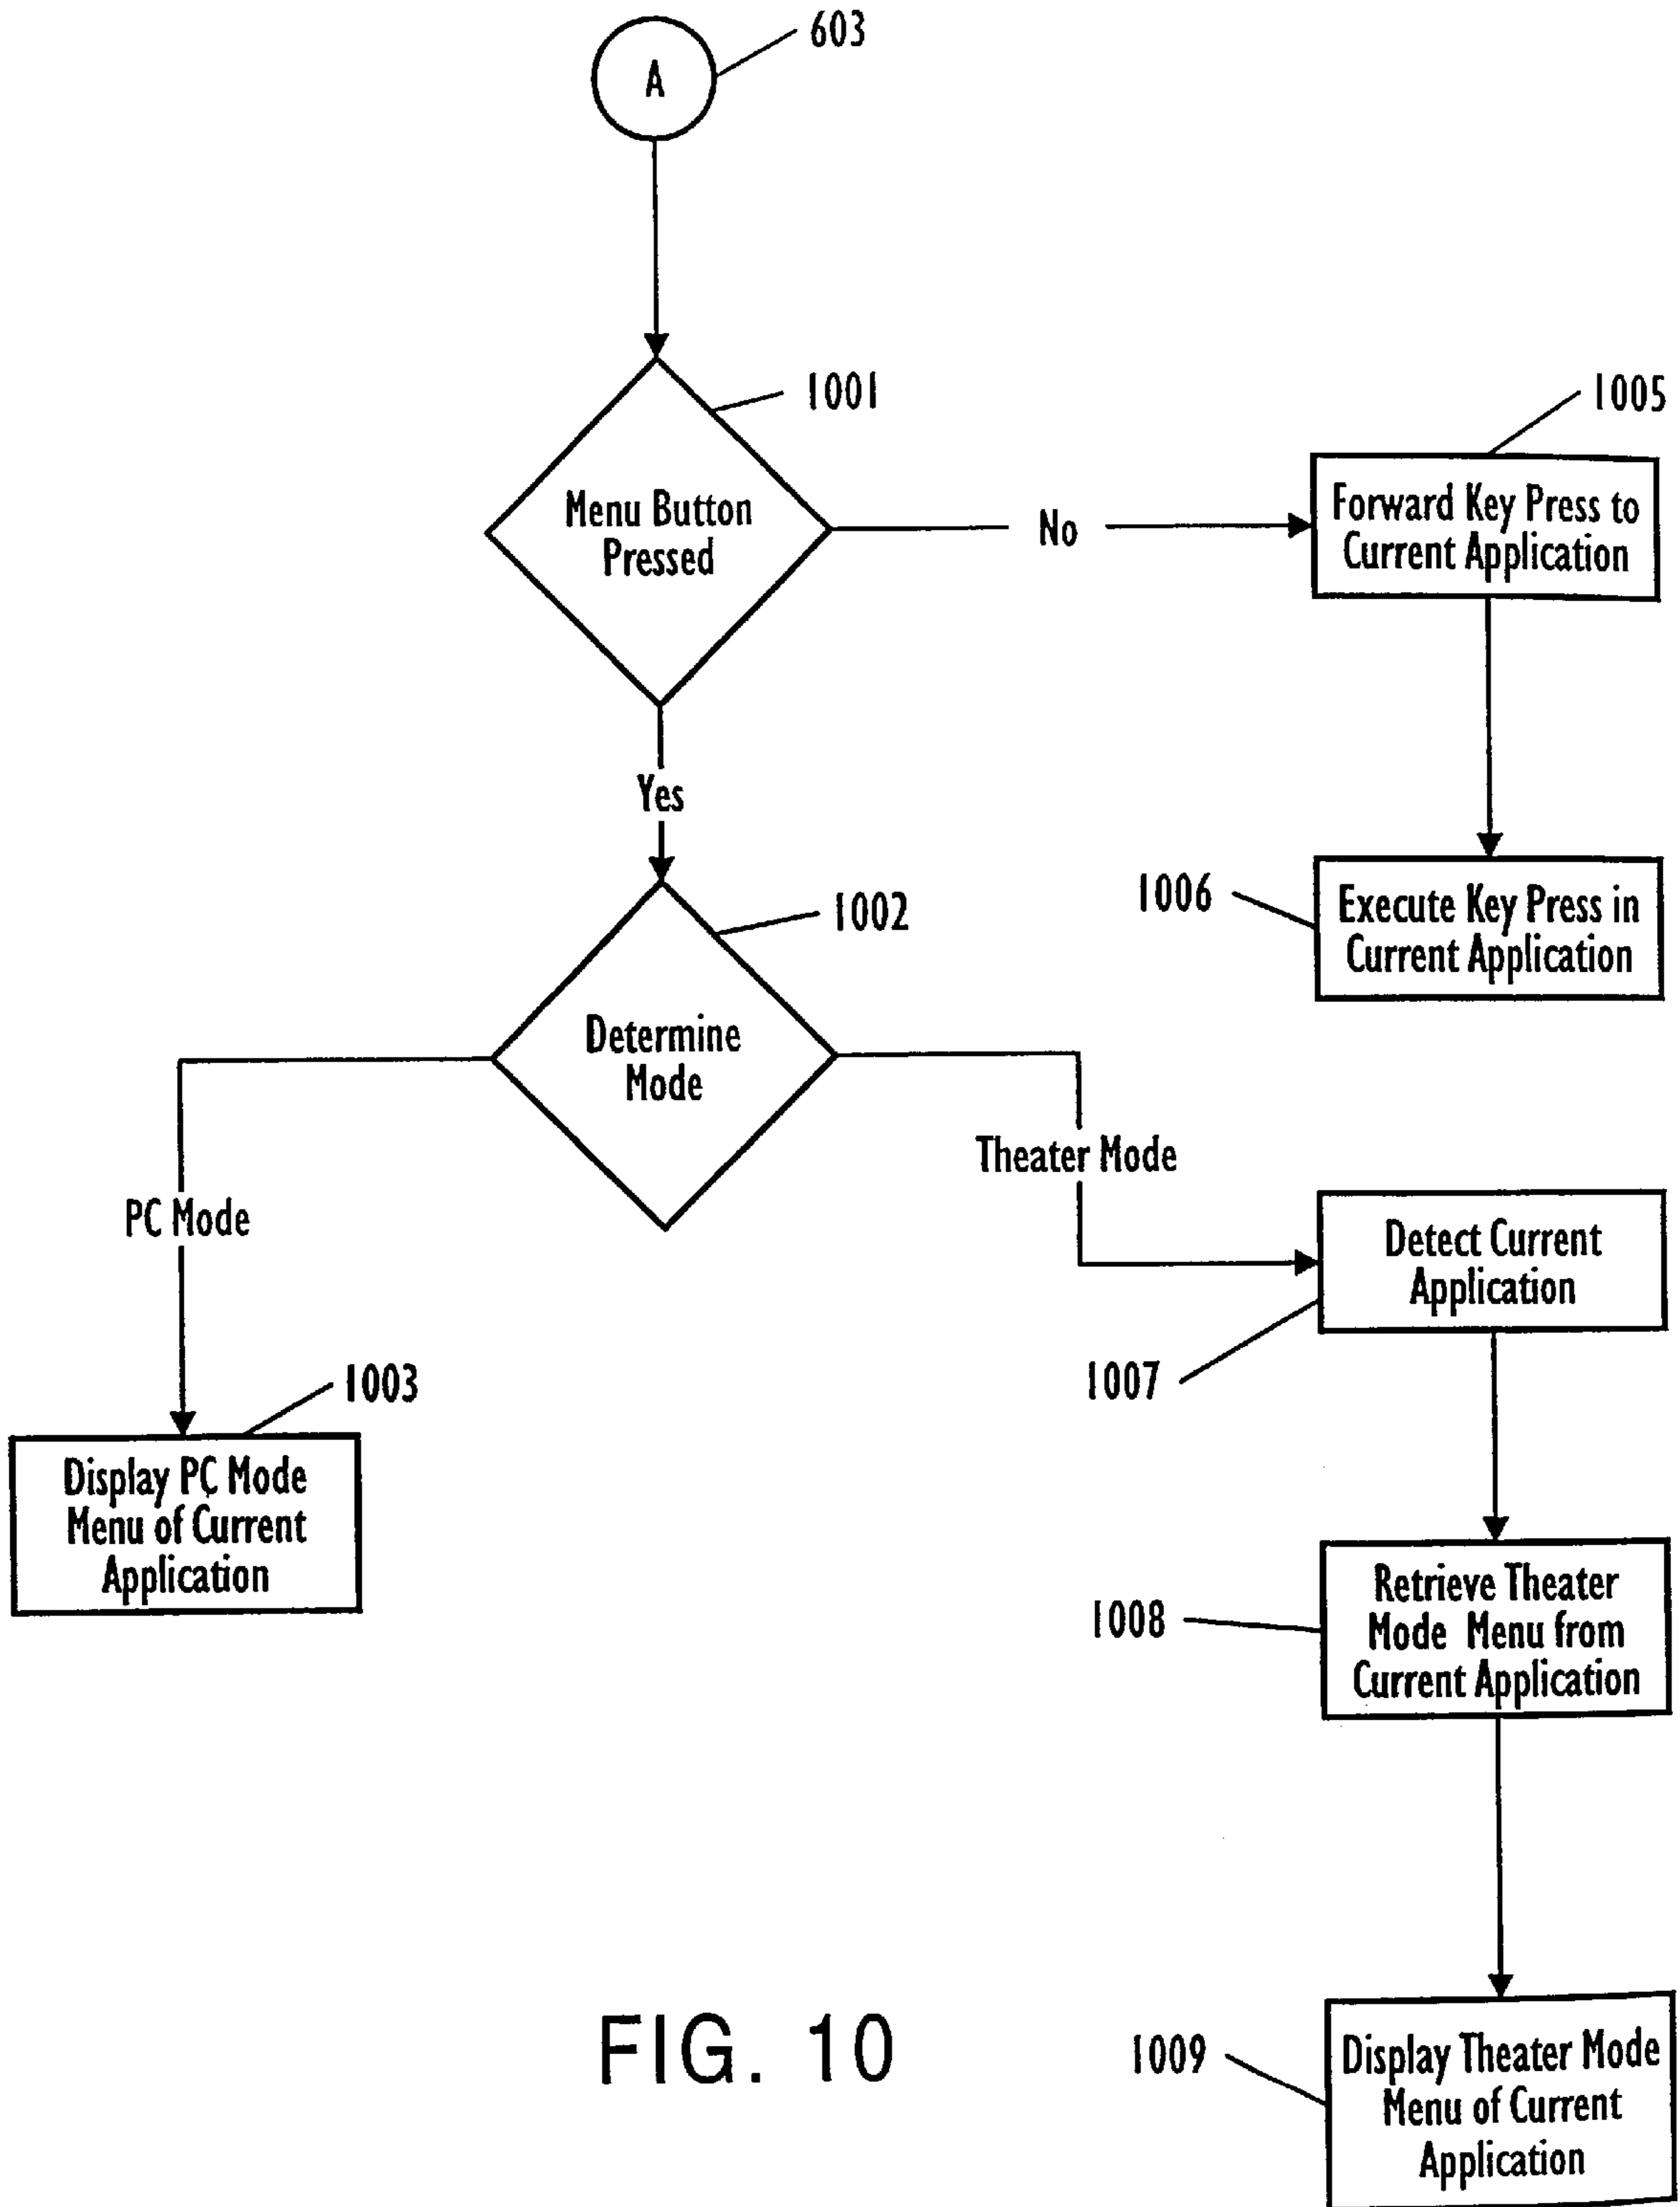 603
A
1001
Menu Button
Pressed
No
1005
Forward Key Press to
Current Application
Yes
1006
Execute Key Press in
Current Application
1002
Determine
Mode
PC Mode
Theater Mode
1003
Display PC Mode
Menu of Current
Application
Detect Current
Application
1007
1008
Retrieve Theater
Mode Menu from
Current Application
1009
Display Theater Mode
Menu of Current
Application
FIG. 10